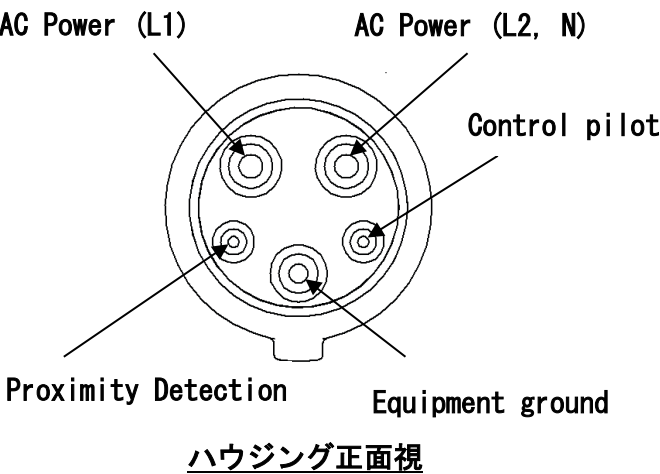 AC Power (L1)
AC Power (L2, N)
Control pilot
Proximity Detection
Equipment ground
ハウジング正面視